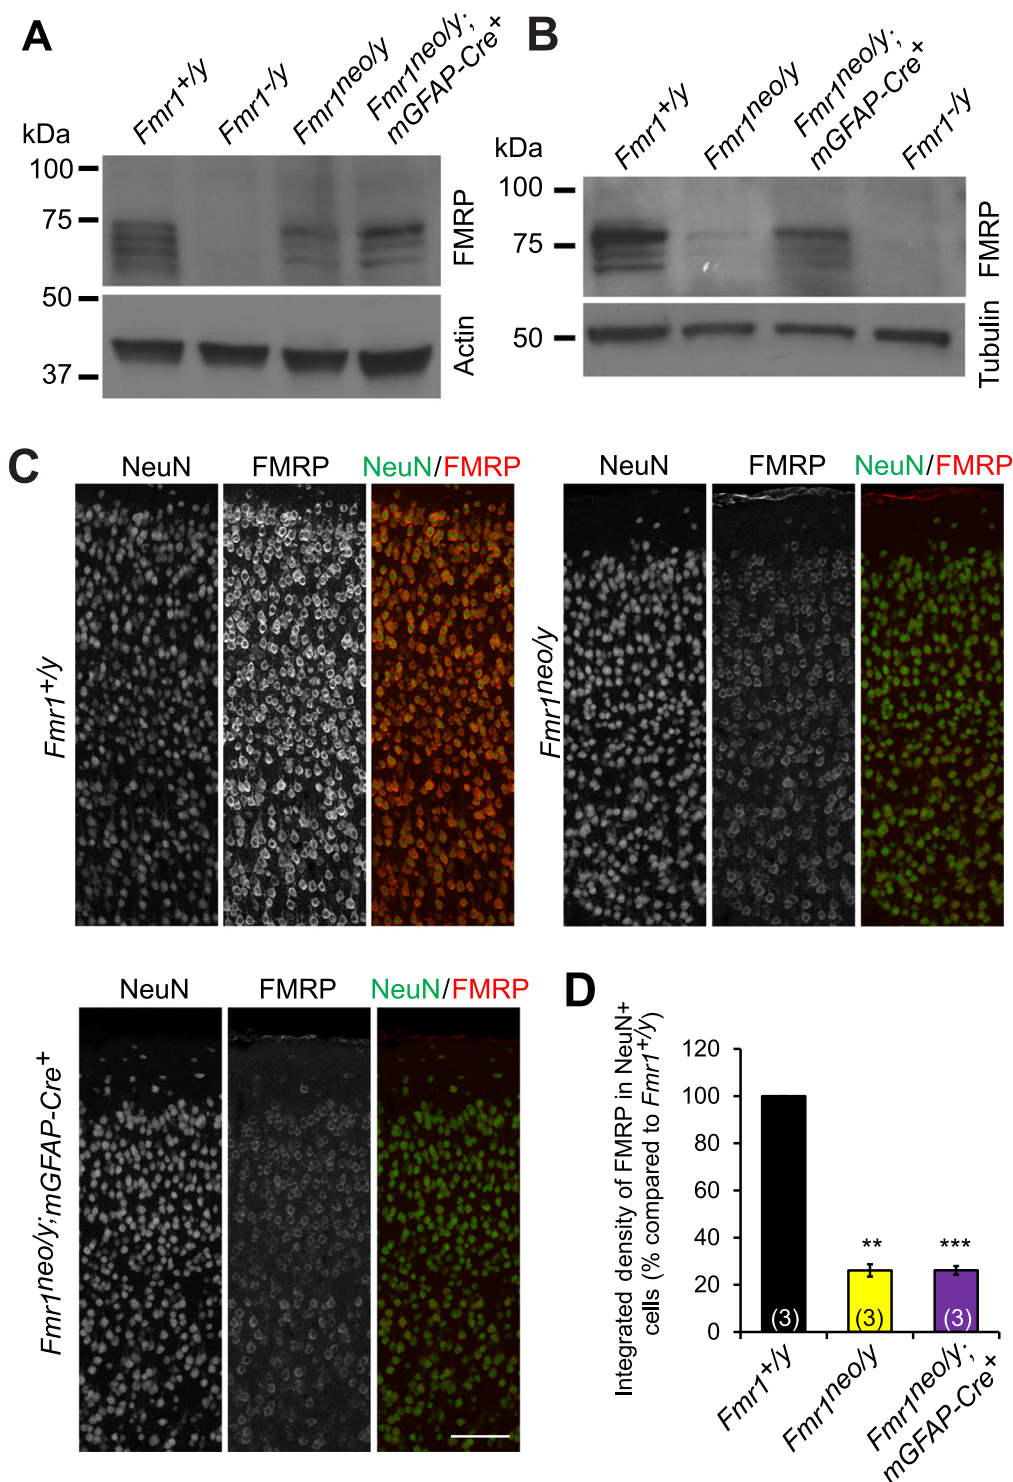 A
Fmr1+/y
Fmr1-/y
Fmr1neo/y
Fmr1neo/y;
mGFAP-Cre+
kDa
100
75
50
37
FMRP
Actin
B
Fmr1+/y
Fmr1neo/y
Fmr1neo/y;
mGFAP-Cre+
Fmr1-/y
kDa
100
75
50
FMRP
Tubulin
C
NeuN
FMRP
NeuN/FMRP
Fmr1+/y
NeuN
FMRP
NeuN/FMRP
Fmr1neo/y
NeuN
FMRP
NeuN/FMRP
Fmr1neo/y;mGFAP-Cre+
D
Integrated density of FMRP in NeuN+
cells (% compared to Fmr1+/y)
120
100
80
60
40
20
0
**
***
(3)
(3)
(3)
Fmr1+/y
Fmr1neo/y
Fmr1neo/y;
mGFAP-Cre+